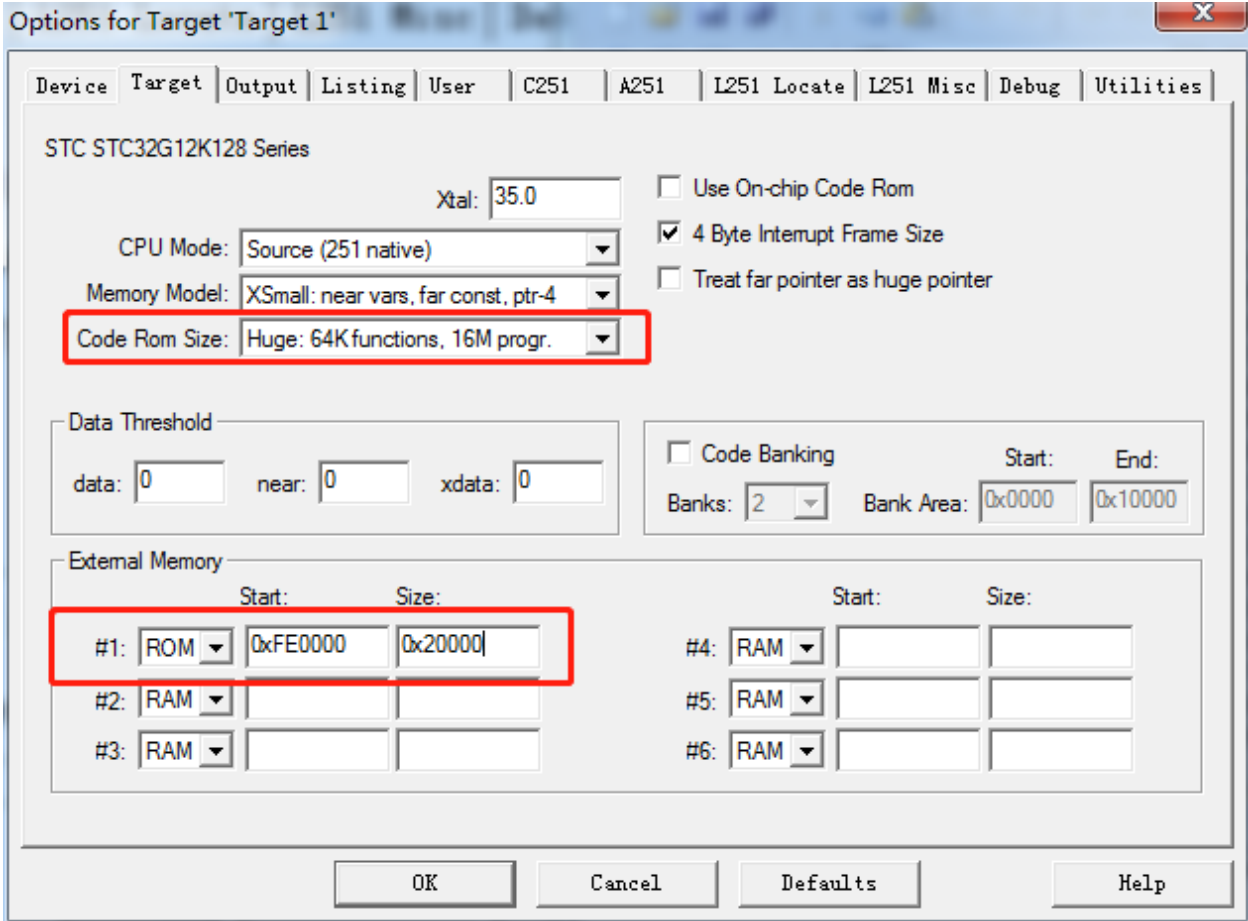 Options for Target 'Target 1'
Device Target Output Listing User C251 A251 L251 Locate L251 Misc Debug Utilities
STC STC32G12K128 Series
Xtal: 35.0
Use On-chip Code Rom
CPU Mode: Source (251 native)
4 Byte Interrupt Frame Size
Memory Model: XSmall: near vars, far const, ptr-4
Treat far pointer as huge pointer
Code Rom Size: Huge: 64K functions, 16M progr.
Data Threshold
data: 0 near: 0 xdata: 0
Code Banking Start: End:
Banks: 2 Bank Area: 0x0000 0x10000
External Memory
Start: Size: Start: Size:
#1: ROM 0xFE0000 0x20000 #4: RAM
#2: RAM #5: RAM
#3: RAM #6: RAM
OK Cancel Defaults Help